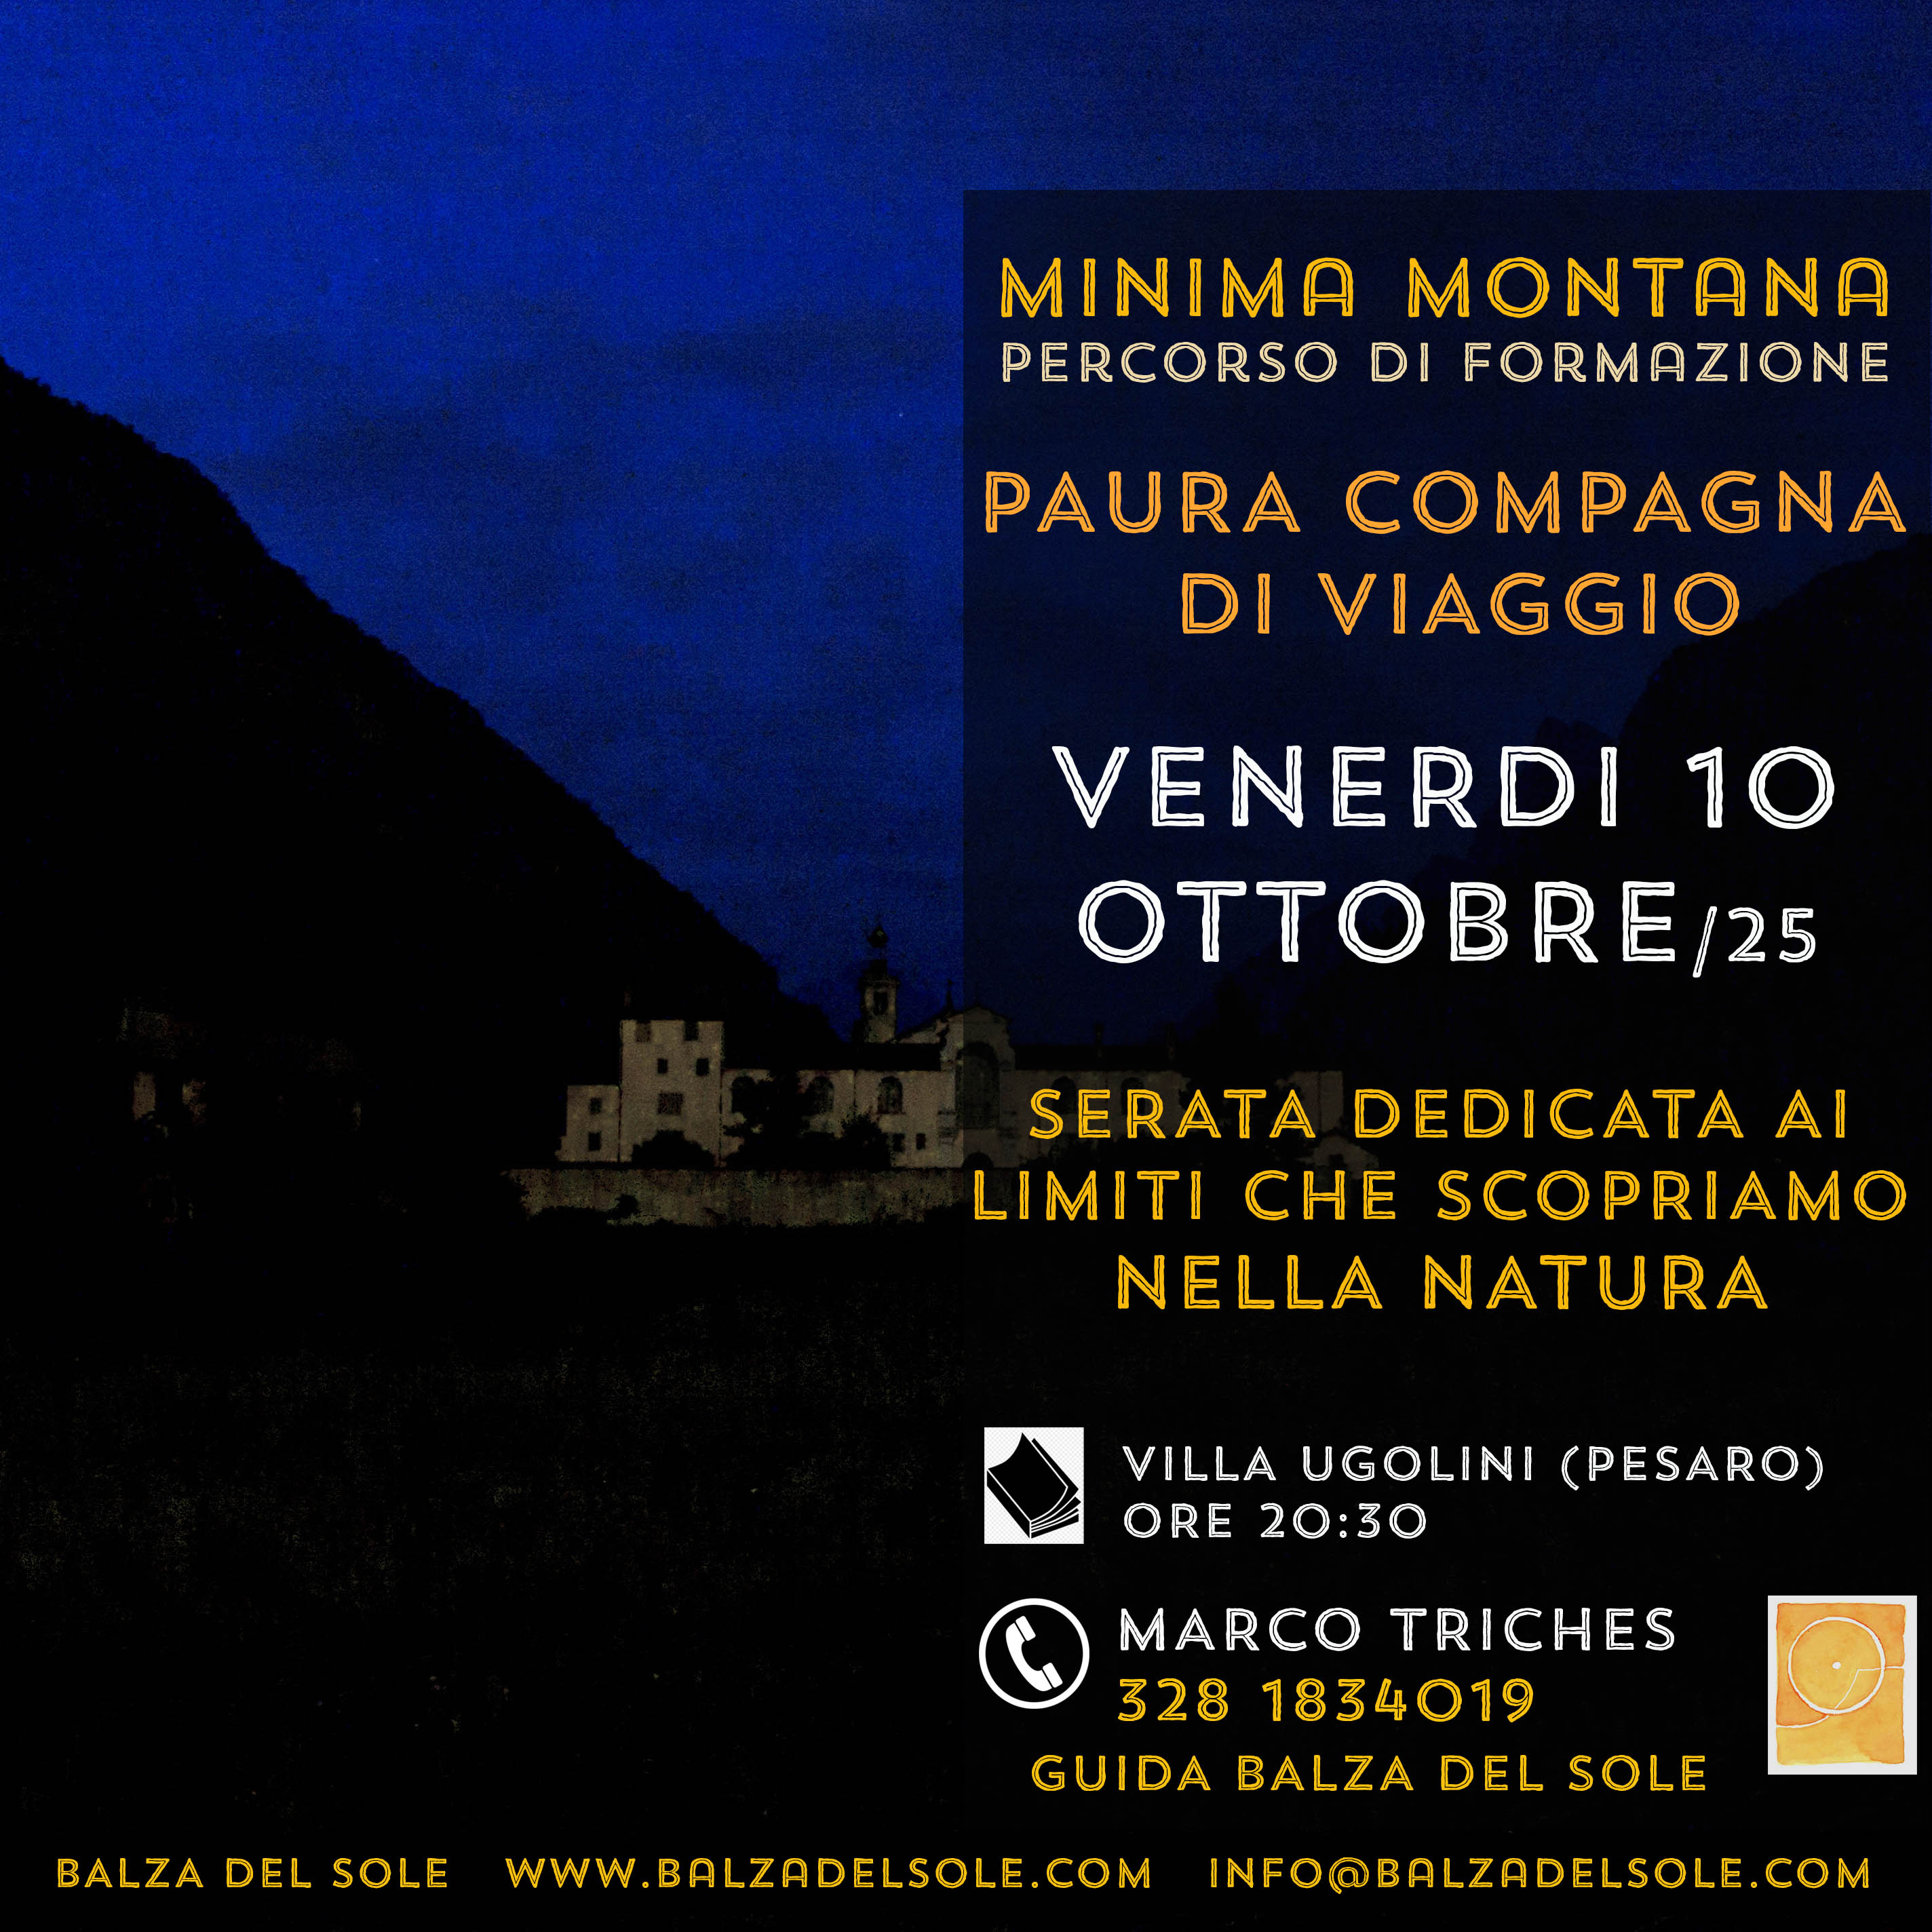 MINIMA MONTANA
PERCORSO DI FORMAZIONE
PAURA COMPAGNA
DI VIAGGIO
VENERDI 10
OTTOBRE/25
SERATA DEDICATA AI
LIMITI CHE SCOPRIAMO
NELLA NATURA
VILLA UGOLINI (PESARO)
ORE 20:30
MARCO TRICHES
328 1834019
GUIDA BALZA DEL SOLE
BALZA DEL SOLE WWW.BALZADELSOLE.COM INFO@BALZADELSOLE.COM